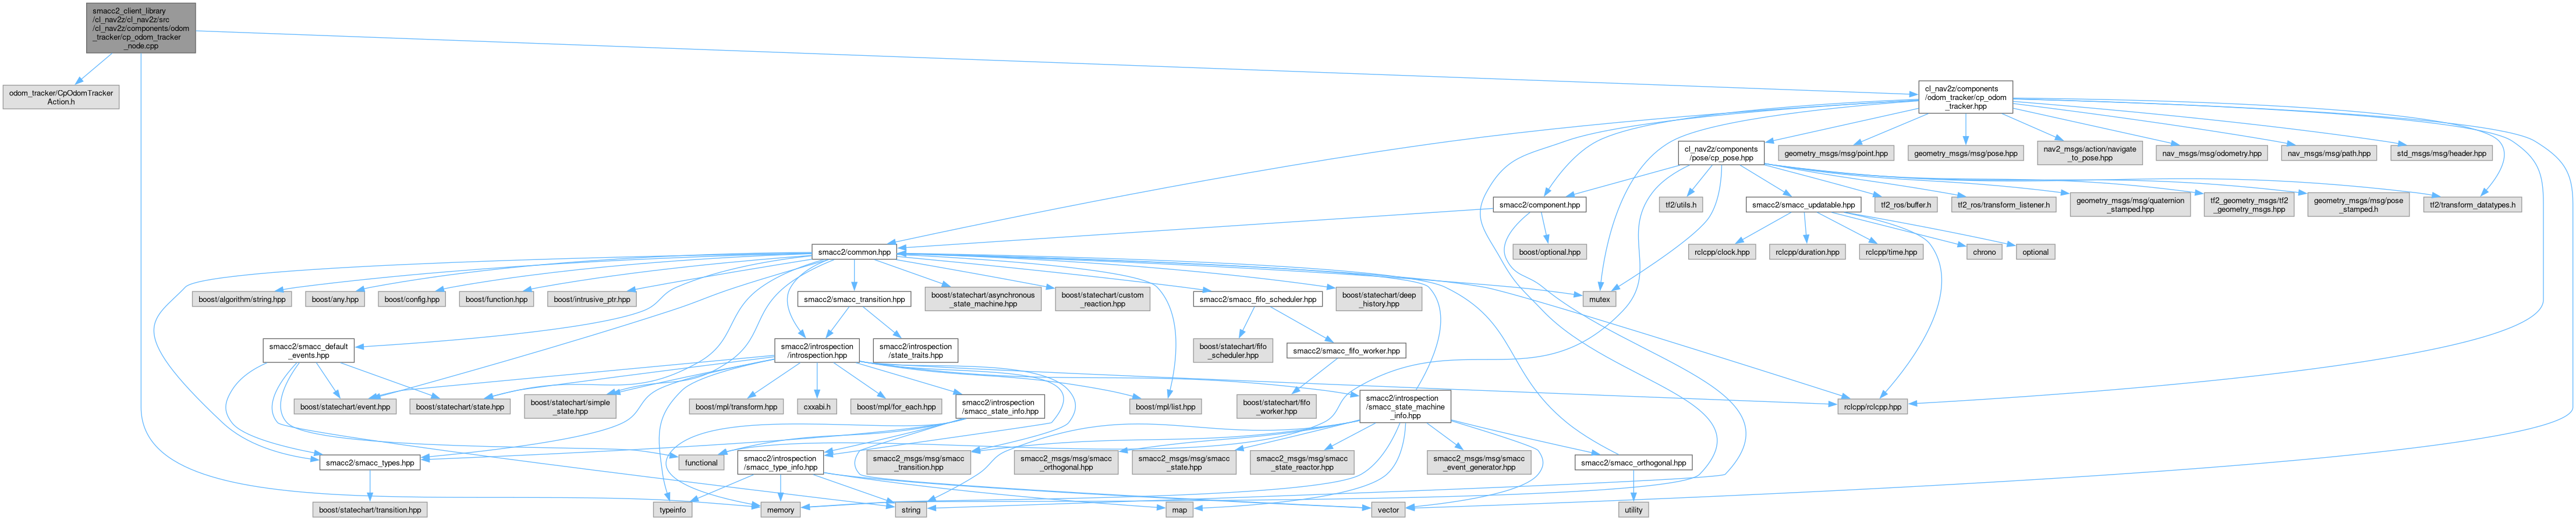 smacc2_client_library
/cl_nav2z/cl_nav2z/src
/cl_nav2z/components/odom
_tracker/cp_odom_tracker
_node.cpp
odom_tracker/CpOdomTracker
Action.h
cl_nav2z/components
/odom_tracker/cp_odom
_tracker.hpp
cl_nav2z/components
/pose/cp_pose.hpp
geometry_msgs/msg/point.hpp
geometry_msgs/msg/pose.hpp
nav2_msgs/action/navigate
_to_pose.hpp
nav_msgs/msg/odometry.hpp
nav_msgs/msg/path.hpp
std_msgs/msg/header.hpp
smacc2/component.hpp
tf2/utils.h
smacc2/smacc_updatable.hpp
tf2_ros/buffer.h
tf2_ros/transform_listener.h
geometry_msgs/msg/quaternion
_stamped.hpp
tf2_geometry_msgs/tf2
_geometry_msgs.hpp
geometry_msgs/msg/pose
_stamped.h
tf2/transform_datatypes.h
smacc2/common.hpp
boost/optional.hpp
rclcpp/clock.hpp
rclcpp/duration.hpp
rclcpp/time.hpp
chrono
optional
boost/algorithm/string.hpp
boost/any.hpp
boost/config.hpp
boost/function.hpp
boost/intrusive_ptr.hpp
smacc2/smacc_transition.hpp
boost/statechart/asynchronous
_state_machine.hpp
boost/statechart/custom
_reaction.hpp
smacc2/smacc_fifo_scheduler.hpp
boost/statechart/deep
_history.hpp
mutex
smacc2/smacc_default
_events.hpp
smacc2/introspection
/introspection.hpp
smacc2/introspection
/state_traits.hpp
boost/statechart/fifo
_scheduler.hpp
smacc2/smacc_fifo_worker.hpp
boost/statechart/event.hpp
boost/statechart/state.hpp
boost/statechart/simple
_state.hpp
boost/mpl/transform.hpp
cxxabi.h
boost/mpl/for_each.hpp
smacc2/introspection
/smacc_state_info.hpp
boost/mpl/list.hpp
boost/statechart/fifo
_worker.hpp
smacc2/introspection
/smacc_state_machine
_info.hpp
rclcpp/rclcpp.hpp
smacc2/smacc_types.hpp
functional
smacc2/introspection
/smacc_type_info.hpp
smacc2_msgs/msg/smacc
_transition.hpp
smacc2_msgs/msg/smacc
_orthogonal.hpp
smacc2_msgs/msg/smacc
_state.hpp
smacc2_msgs/msg/smacc
_state_reactor.hpp
smacc2_msgs/msg/smacc
_event_generator.hpp
smacc2/smacc_orthogonal.hpp
boost/statechart/transition.hpp
typeinfo
memory
string
map
vector
utility